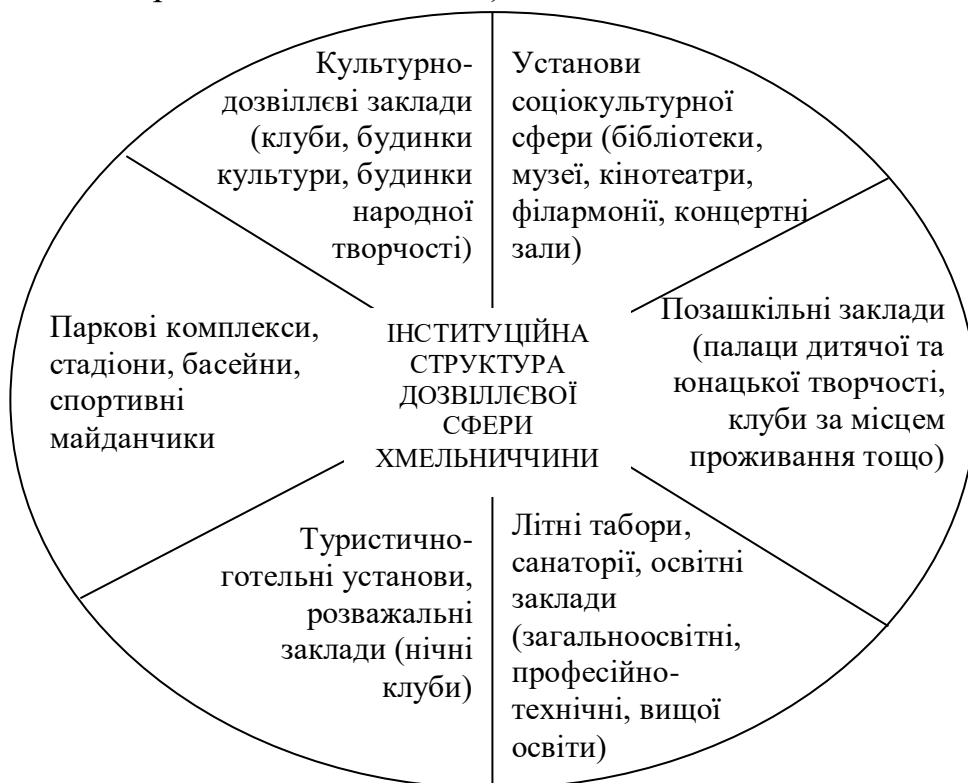 Культурно-
дозвіллєві заклади
(клуби, будинки
культури, будинки
народної
творчості)
Установи
соціокультурної
сфери (бібліотеки,
музеї, кінотеатри,
філармонії, концертні
зали)
Паркові комплекси,
стадіони, басейни,
спортивні
майданчики
ІНСТИТУЦІЙНА
СТРУКТУРА
ДОЗВІЛЛЄВОЇ
СФЕРИ
ХМЕЛЬНИЧЧИНИ
Позашкільні заклади
(палаци дитячої та
юнацької творчості,
клуби за місцем
проживання тощо)
Туристично-
готельні установи,
розважальні
заклади (нічні
клуби)
Літні табори,
санаторії, освітні
заклади
(загальноосвітні,
професійно-
технічні, вищої
освіти)